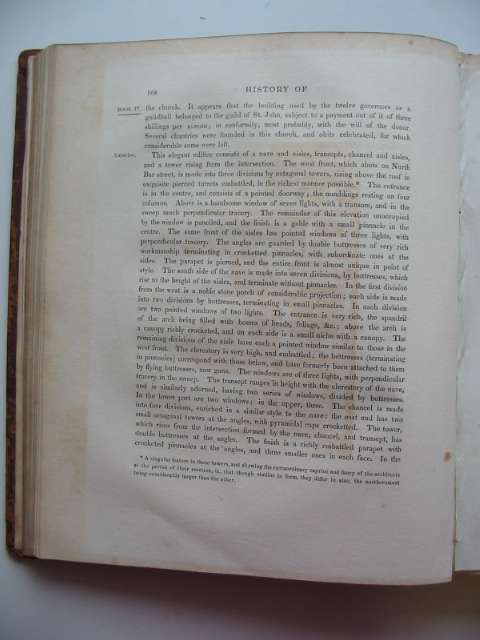 168
HISTORY OF
BOOK IV.
the church. It appears that the building used by the twelve governors as a
guildhall belonged to the guild of St. John, subject to a payment out of it of three
shillings per annum; in conformity, most probably, with the will of the donor.
Several chantries were founded in this church, and obits celebrated, for which
considerable sums were left.
This elegant edifice consists of a nave and aisles, transepts, chancel and aisles,
and a tower rising from the intersection. The west front, which abuts on North
Bar street, is made into three divisions by octagonal towers, rising above the roof in
exquisite pierced turrets embattled, in the richest manner possible.* The entrance
is in the centre, and consists of a pointed doorway; the mouldings resting on four
columns. Above is a handsome window of seven lights, with a transom, and in the
sweep much perpendicular tracery. The remainder of this elevation unoccupied
by the window is panelled, and the finish is a gable with a small pinnacle in the
centre. The same front of the aisles has pointed windows of three lights, with
perpendicular tracery. The angles are guarded by double buttresses of very rich
workmanship terminating in crocketted pinnacles, with subordinate ones at the
sides. The parapet is pierced, and the entire front is almost unique in point of
style. The south side of the nave is made into seven divisions, by buttresses, which
rise to the height of the aisles, and terminate without pinnacles. In the first division
from the west is a noble stone porch of considerable projection; each side is made
into two divisions by buttresses, terminating in small pinnacles. In each division
are two pointed windows of two lights. The entrance is very rich, the spandril
of the arch being filled with bosses of heads, foliage, &c.; above the arch is
a canopy richly crocketed, and on each side is a small niche with a canopy. The
remaining divisions of the aisle have each a pointed window similar to those in the
west front. The clerestory is very high, and embattled; the buttresses (terminating
in pinnacles) correspond with those below, and have formerly been attached to them
by flying buttresses, now gone. The windows are of three lights, with perpendicular
tracery in the sweep. The transept ranges in height with the clerestory of the nave,
and is similarly adorned, having two series of windows, divided by buttresses.
In the lower part are two windows; in the upper, three. The chancel is made
into four divisions, enriched in a similar style to the nave; the east end has two
small octagonal towers at the angles, with pyramidal caps crocketted. The tower,
which rises from the intersection formed by the nave, chancel, and transept, has
double buttresses at the angles. The finish is a richly embattled parapet with
crocketed pinnacles at the angles, and three smaller ones in each face. In the
* A singular feature in these towers, and shewing the extraordinary caprice and fancy of the architects
at the period of their erection, is, that though similar in form, they differ in size, the northernmost
being considerably larger than the other.